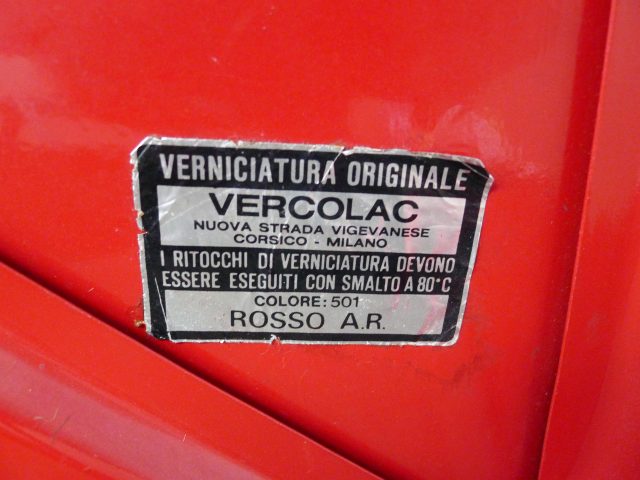 VERNICIATURA ORIGINALE
VERCOLAC
NUOVA STRADA VIGEVANESE
CORSICO - MILANO
I RITOCCHI DI VERNICIATURA DEVONO
ESSERE ESEGUITI CON SMALTO A 80°C
COLORE: 501
ROSSO A.R.